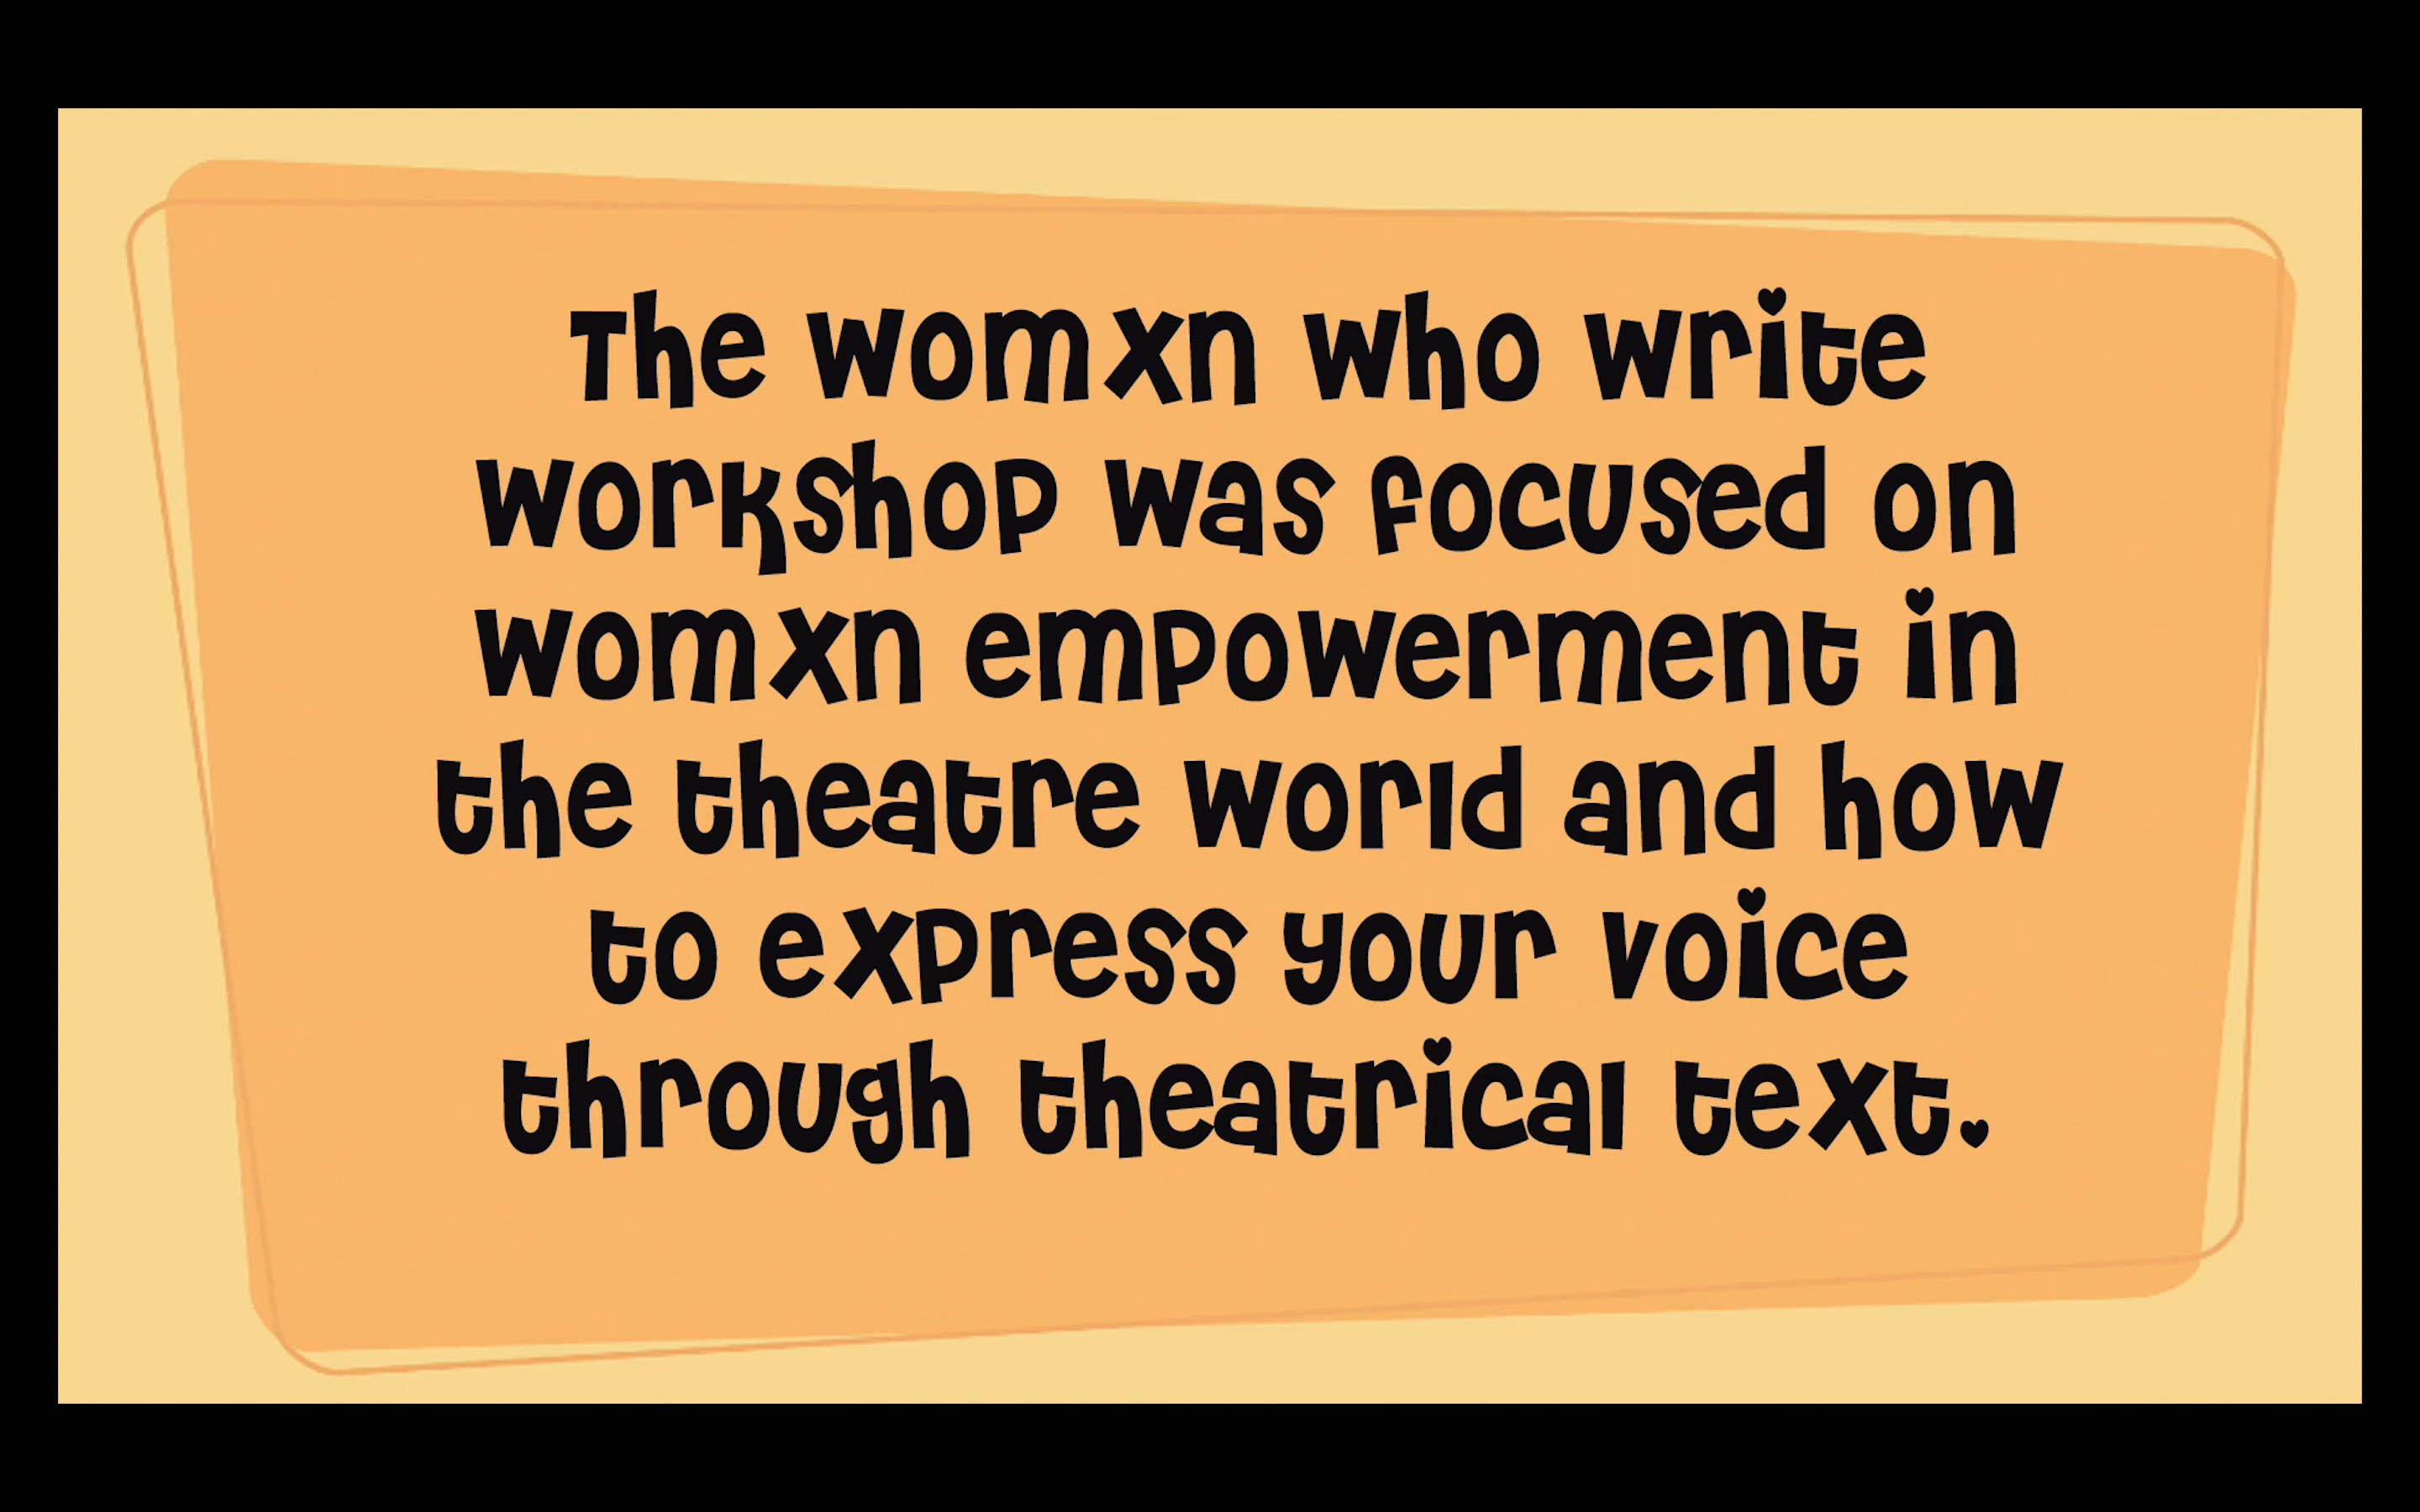 The womxn who write
workshop was focused on
womxn empowerment in
the theatre world and how
to express your voice
through theatrical text.